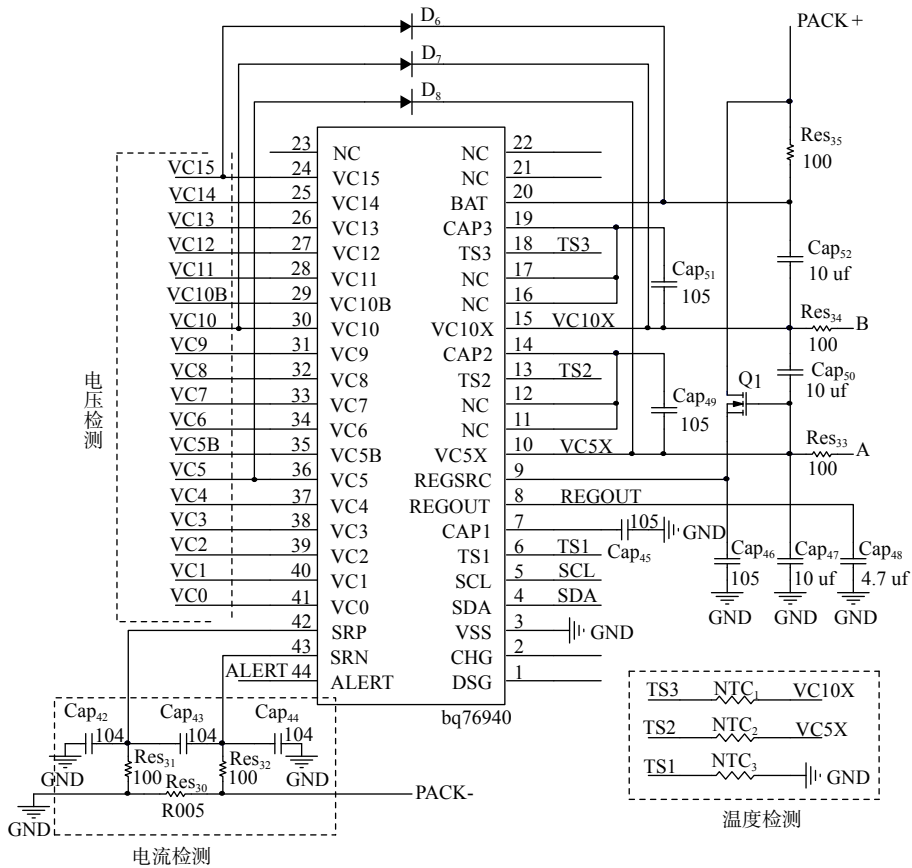 D6
PACK+
D7
D8
23 NC NC 22
VC15 24 VC15 NC 21
VC14 25 VC14 BAT 20
VC13 26 VC13 CAP3 19
VC12 27 VC12 TS3 18 TS3
VC11 28 VC11 NC 17
VC10B 29 VC10B NC 16
VC10 30 VC10 VC10X 15 VC10X
VC9 31 VC9 CAP2 14
VC8 32 VC8 TS2 13 TS2
VC7 33 VC7 NC 12
VC6 34 VC6 NC 11
VC5B 35 VC5B VC5X 10 VC5X
VC5 36 VC5 REGSRC 9
VC4 37 VC4 REGOUT 8 REGOUT
VC3 38 VC3 CAP1 7
VC2 39 VC2 TS1 6 TS1
VC1 40 VC1 SCL 5 SCL
VC0 41 VC0 SDA 4 SDA
42 SRP VSS 3 GND
43 SRN CHG 2
ALERT 44 ALERT DSG 1
bq76940
电压检测
Res35
100
Cap52
10 uf
Cap51
105
Res34
100
B
Cap50
10 uf
Q1
Cap49
105
Res33
100
A
105
GND
Cap45
Cap46
105
GND
Cap47
10 uf
GND
Cap48
4.7 uf
GND
Cap42
104
GND
Cap43
104
Cap44
104
GND
Res31
100
Res32
100
Res30
R005
GND
PACK-
电流检测
TS3 NTC1 VC10X
TS2 NTC2 VC5X
TS1 NTC3 GND
温度检测